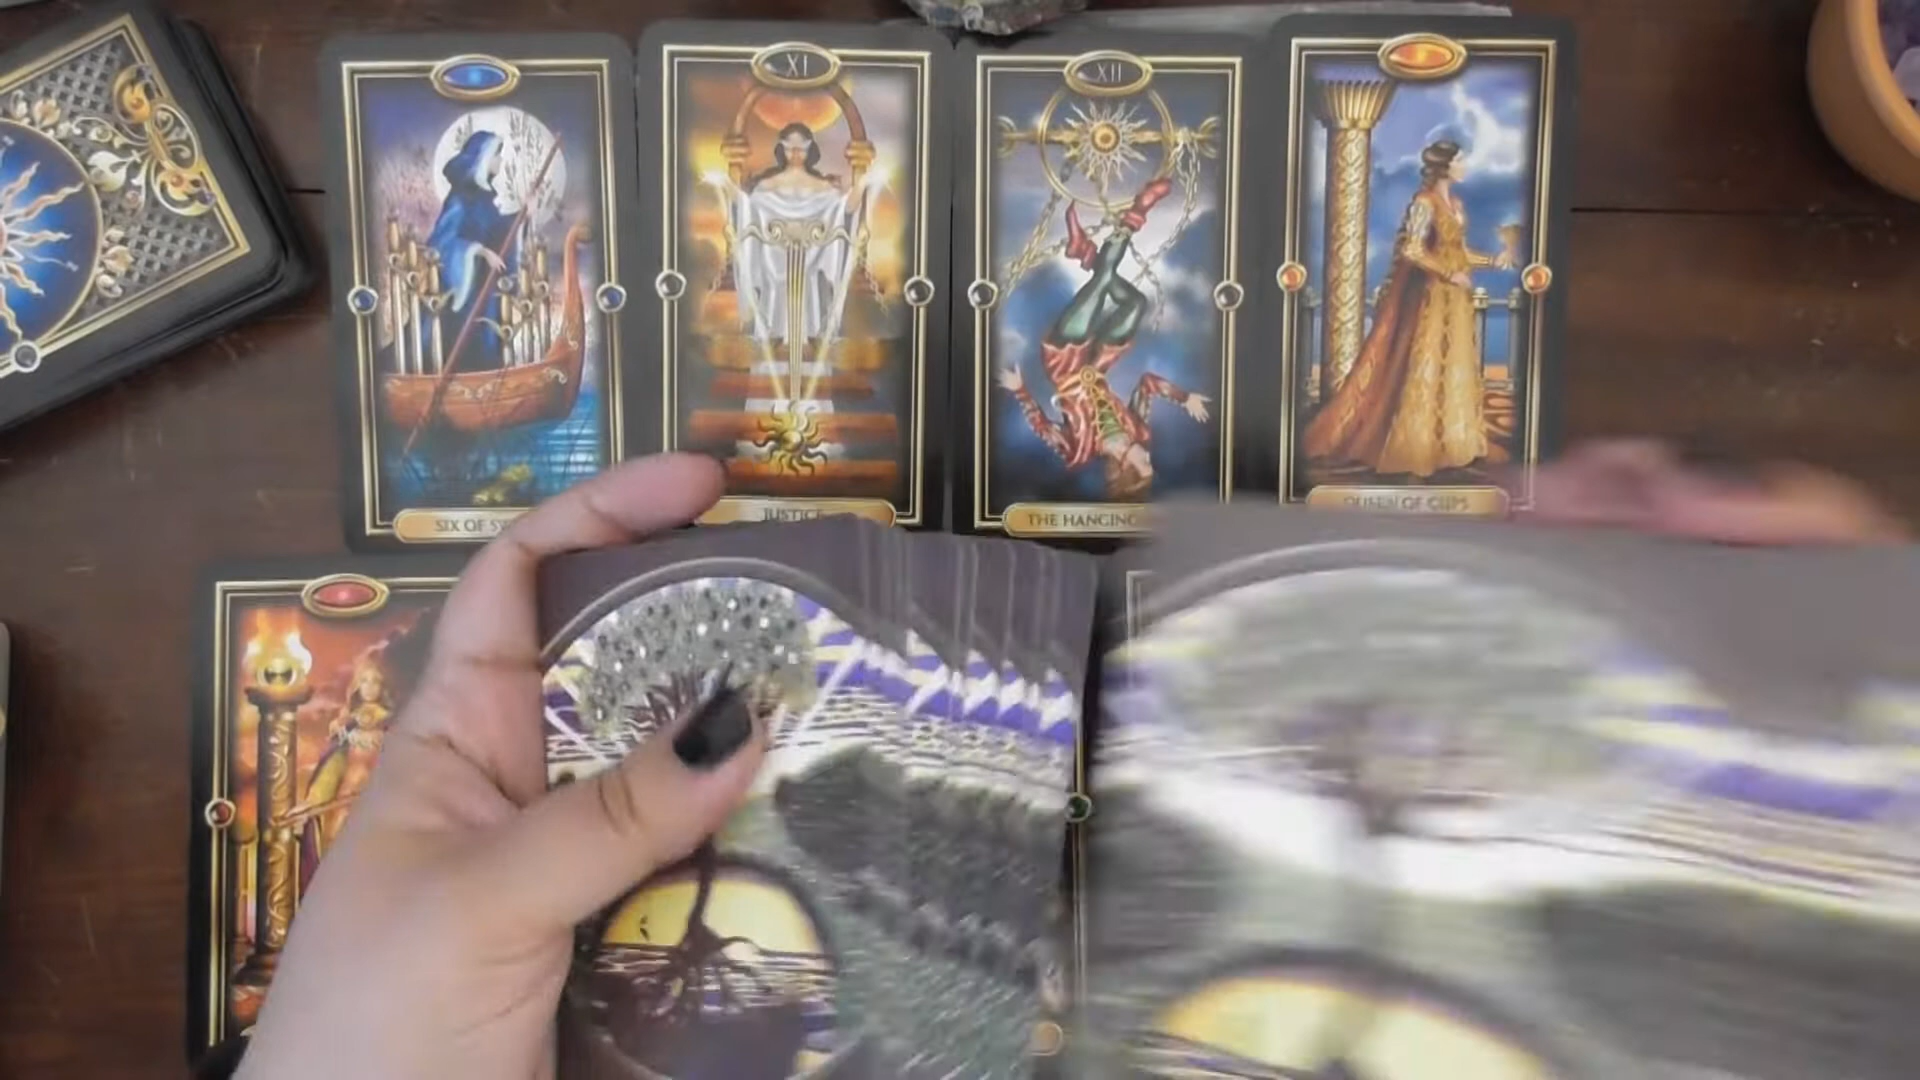 XI
XII
SIX OF SW
JUSTICE
THE HANGING
QUEEN OF CUPS